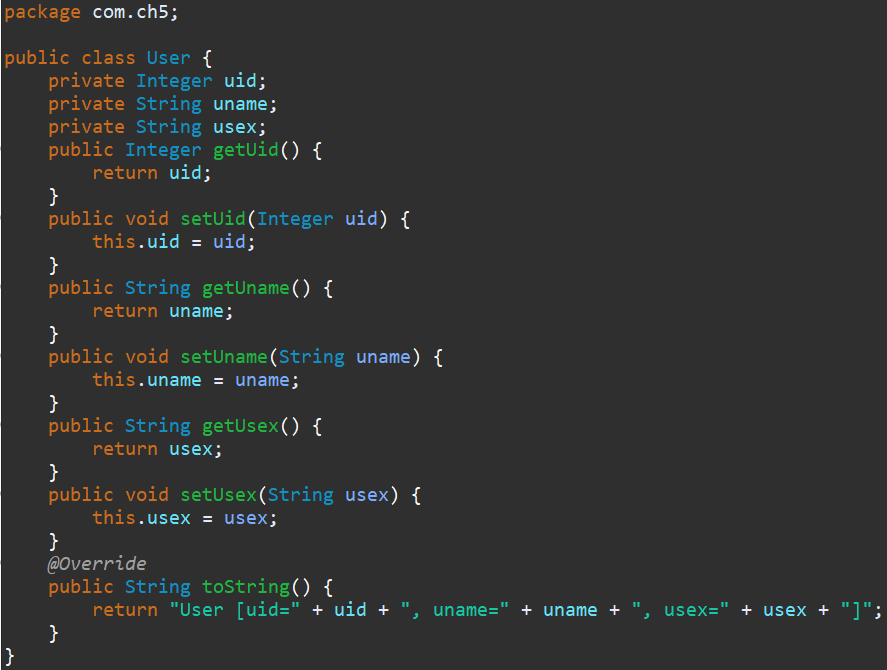 package com.ch5;

public class User {
    private Integer uid;
    private String uname;
    private String usex;
    public Integer getUid() {
        return uid;
    }
    public void setUid(Integer uid) {
        this.uid = uid;
    }
    public String getUname() {
        return uname;
    }
    public void setUname(String uname) {
        this.uname = uname;
    }
    public String getUsex() {
        return usex;
    }
    public void setUsex(String usex) {
        this.usex = usex;
    }
    @Override
    public String toString() {
        return "User [uid=" + uid + ", uname=" + uname + ", usex=" + usex + "]";
    }
}